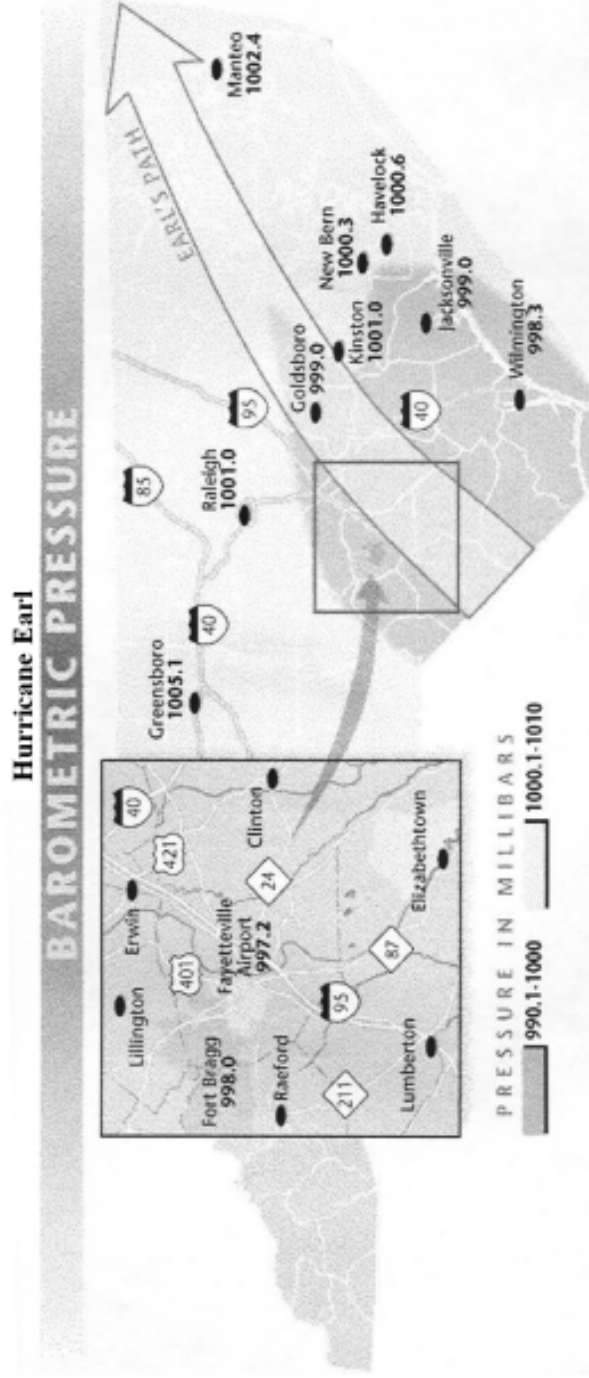 Hurricane Earl
BAROMETRIC PRESSURE
Lillington
Erwin
40
421
401
Fort Bragg
998.0
Fayetteville
Airport
997.2
Clinton
24
Raeford
211
95
87
Lumberton
Elizabethtown
Greensboro
1005.1
40
85
Raleigh
1001.0
95
EARL'S PATH
Manteo
1002.4
Goldsboro
999.0
Kinston
1001.0
New Bern
1000.3
Havelock
1000.6
40
Jacksonville
999.0
Wilmington
998.3
PRESSURE IN MILLIBARS
990.1-1000
1000.1-1010